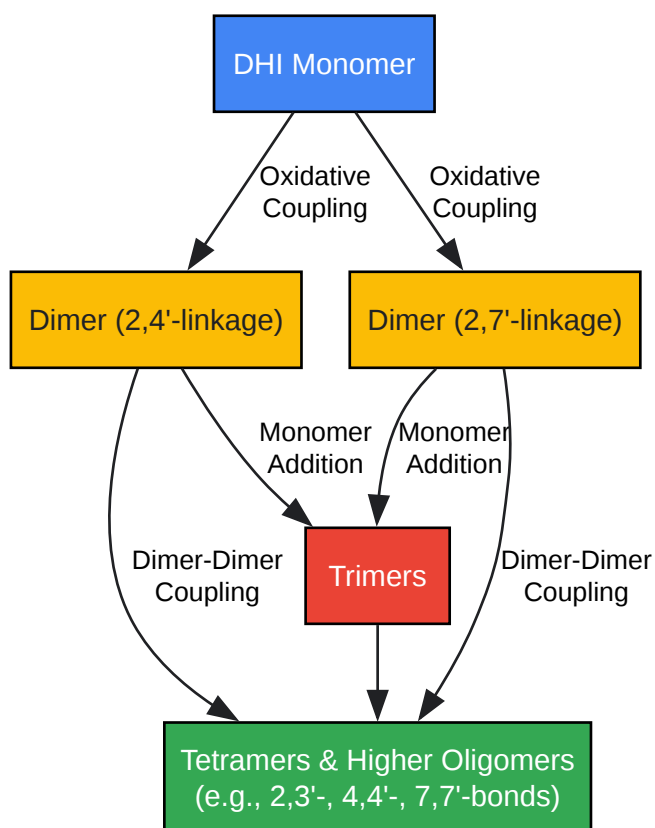 DHI Monomer
Oxidative
Coupling
Oxidative
Coupling
Dimer (2,4'-linkage)
Dimer (2,7'-linkage)
Monomer
Addition
Monomer
Addition
Dimer-Dimer
Coupling
Trimers
Dimer-Dimer
Coupling
Tetramers & Higher Oligomers
(e.g., 2,3'-, 4,4'-, 7,7'-bonds)